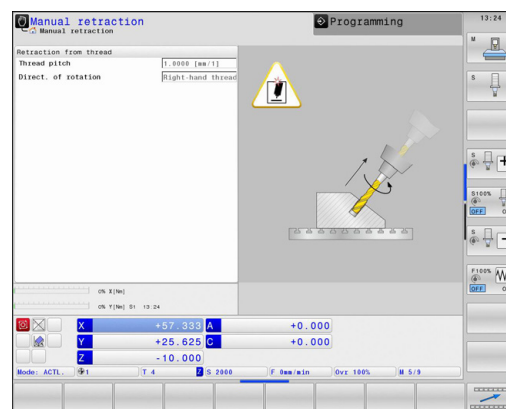 Manual retraction
Manual retraction
Programming
13:24
Retraction from thread
Thread pitch 1.0000 [mm/1]
Direct. of rotation Right-hand thread
M
S
S
S100%
OFF
S
F100% W
OFF
0% X[Nm]
0% Y[Nm] S1 13:24
X +57.333 A +0.000
Y +25.625 C +0.000
Z -10.000
Mode: ACTL. 1 T 4 Z S 2000 F 0mm/min Ovr 100% M 5/9